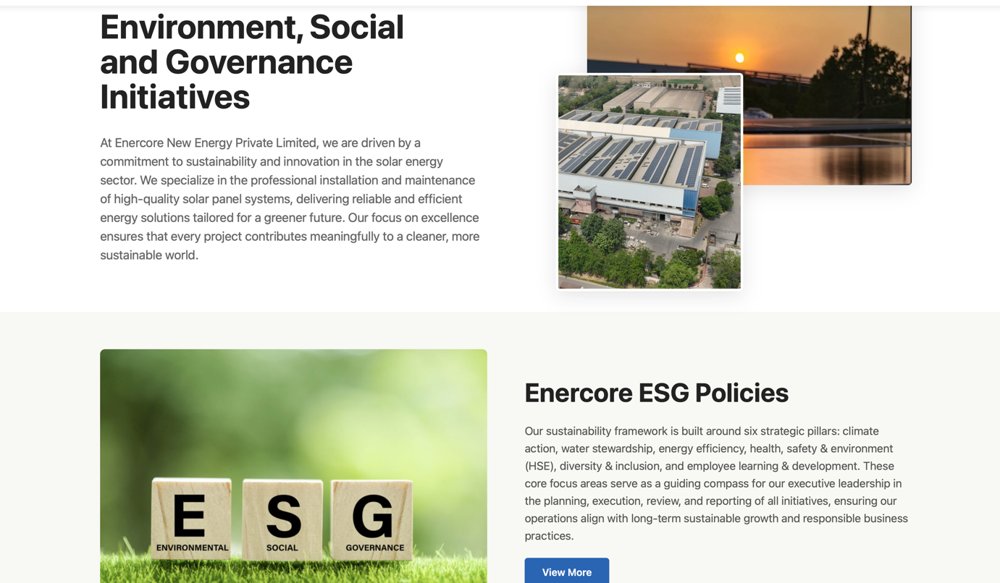 Environment, Social
and Governance
Initiatives
At Enercore New Energy Private Limited, we are driven by a
commitment to sustainability and innovation in the solar energy
sector. We specialize in the professional installation and maintenance
of high-quality solar panel systems, delivering reliable and efficient
energy solutions tailored for a greener future. Our focus on excellence
ensures that every project contributes meaningfully to a cleaner, more
sustainable world.
E
ENVIRONMENTAL
S
SOCIAL
G
GOVERNANCE
Enercore ESG Policies
Our sustainability framework is built around six strategic pillars: climate
action, water stewardship, energy efficiency, health, safety & environment
(HSE), diversity & inclusion, and employee learning & development. These
core focus areas serve as a guiding compass for our executive leadership in
the planning, execution, review, and reporting of all initiatives, ensuring our
operations align with long-term sustainable growth and responsible business
practices.
View More